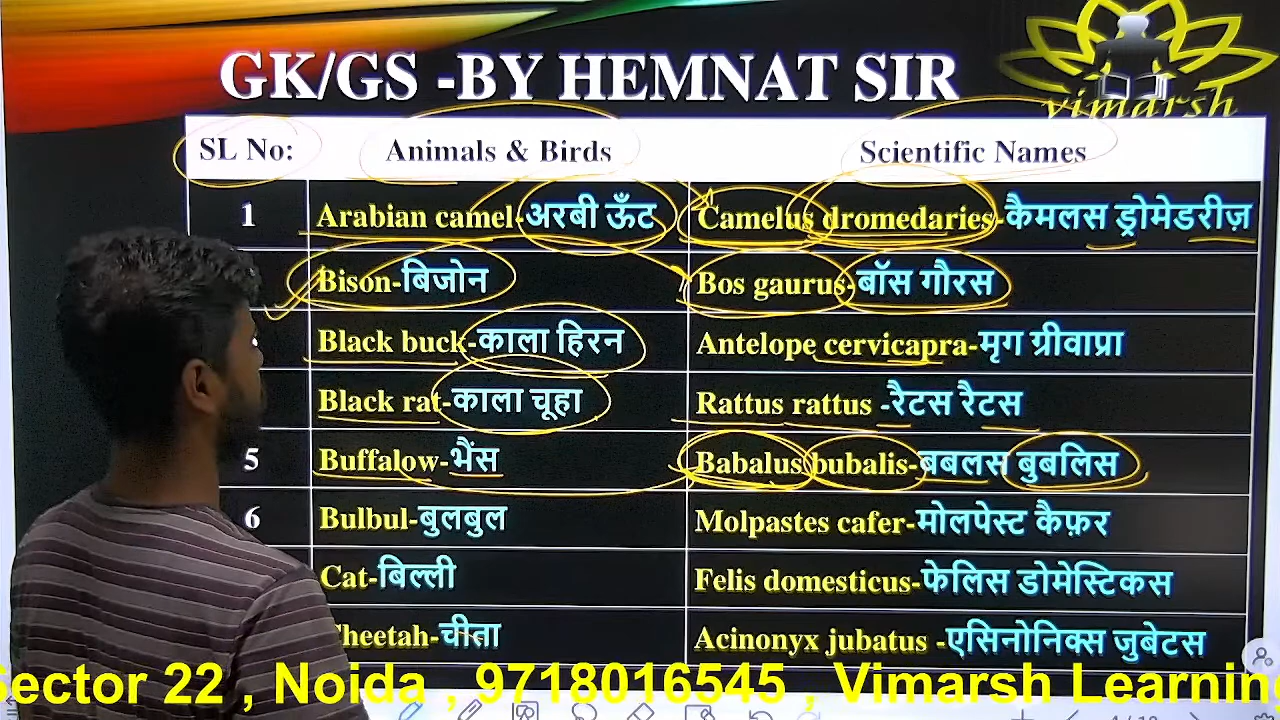 GK/GS -BY HEMNAT SIR
vimarsh
SL No: Animals & Birds Scientific Names
1 Arabian camel-अरबी ऊँट Camelus dromedaries-कैमलस ड्रोमेडरीज़
Bison-बिजोन Bos gaurus-बॉस गौरस
Black buck-काला हिरन Antelope cervicapra-मृग ग्रीवाप्रा
Black rat-काला चूहा Rattus rattus -रैटस रैटस
5 Buffalow-भैंस Babalus bubalis-बबलस बुबलिस
6 Bulbul-बुलबुल Molpastes cafer-मोलपेस्ट कैफ़र
Cat-बिल्ली Felis domesticus-फेलिस डोमेस्टिकस
Cheetah-चीता Acinonyx jubatus -एसिनोनिक्स जुबेटस
Sector 22 , Noida , 9718016545 , Vimarsh Learning